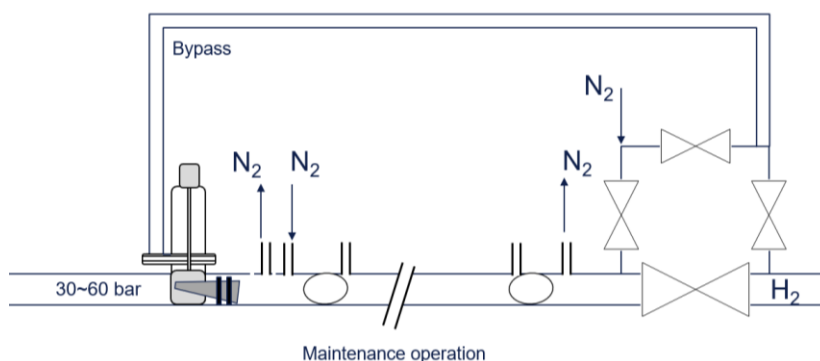 Bypass
N₂
N₂
N₂
N₂
30~60 bar
H₂
Maintenance operation